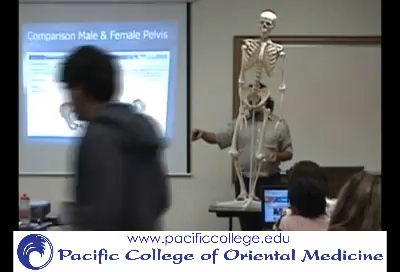 Comparison Male & Female Pelvis
www.pacificcollege.edu
Pacific College of Oriental Medicine